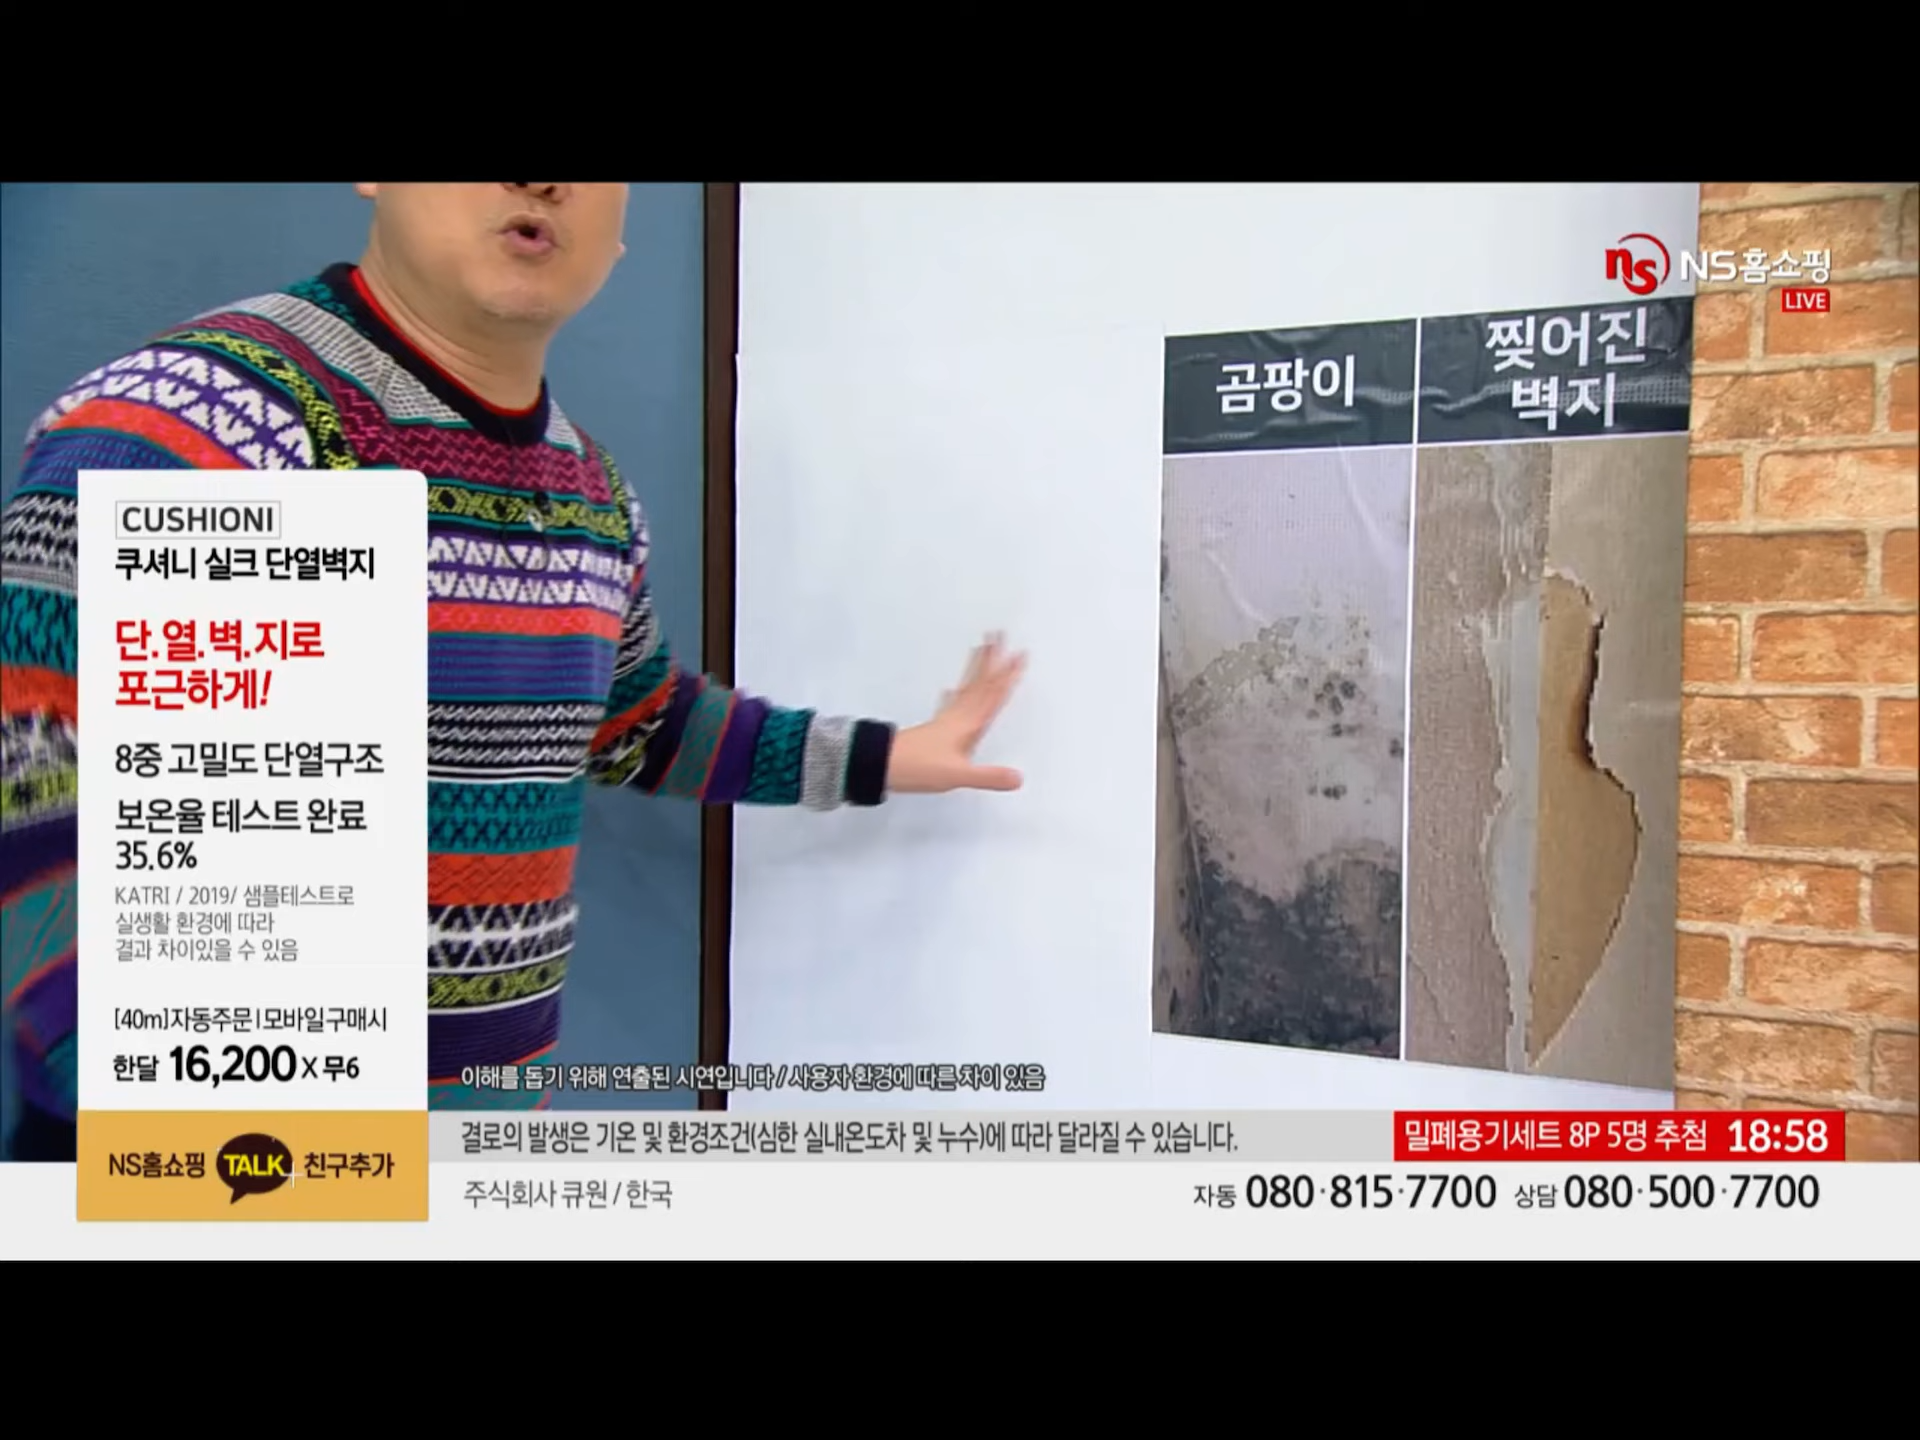 ns NS홈쇼핑
LIVE
곰팡이
찢어진
벽지
CUSHIONI
쿠셔니 실크 단열벽지
단.열.벽.지로
포근하게!
8중 고밀도 단열구조
보온율 테스트 완료
35.6%
KATRI / 2019/ 샘플테스트로
실생활 환경에 따라
결과 차이있을 수 있음
[40m]자동주문|모바일구매시
한달 16,200 X 무6
이해를 돕기 위해 연출된 시연입니다 / 사용자 환경에 따른 차이 있음
NS홈쇼핑 TALK 친구추가
결로의 발생은 기온 및 환경조건(심한 실내온도차 및 누수)에 따라 달라질 수 있습니다.
밀폐용기세트 8P 5명 추첨 18:58
주식회사 큐원 / 한국
자동 080·815·7700 상담 080·500·7700